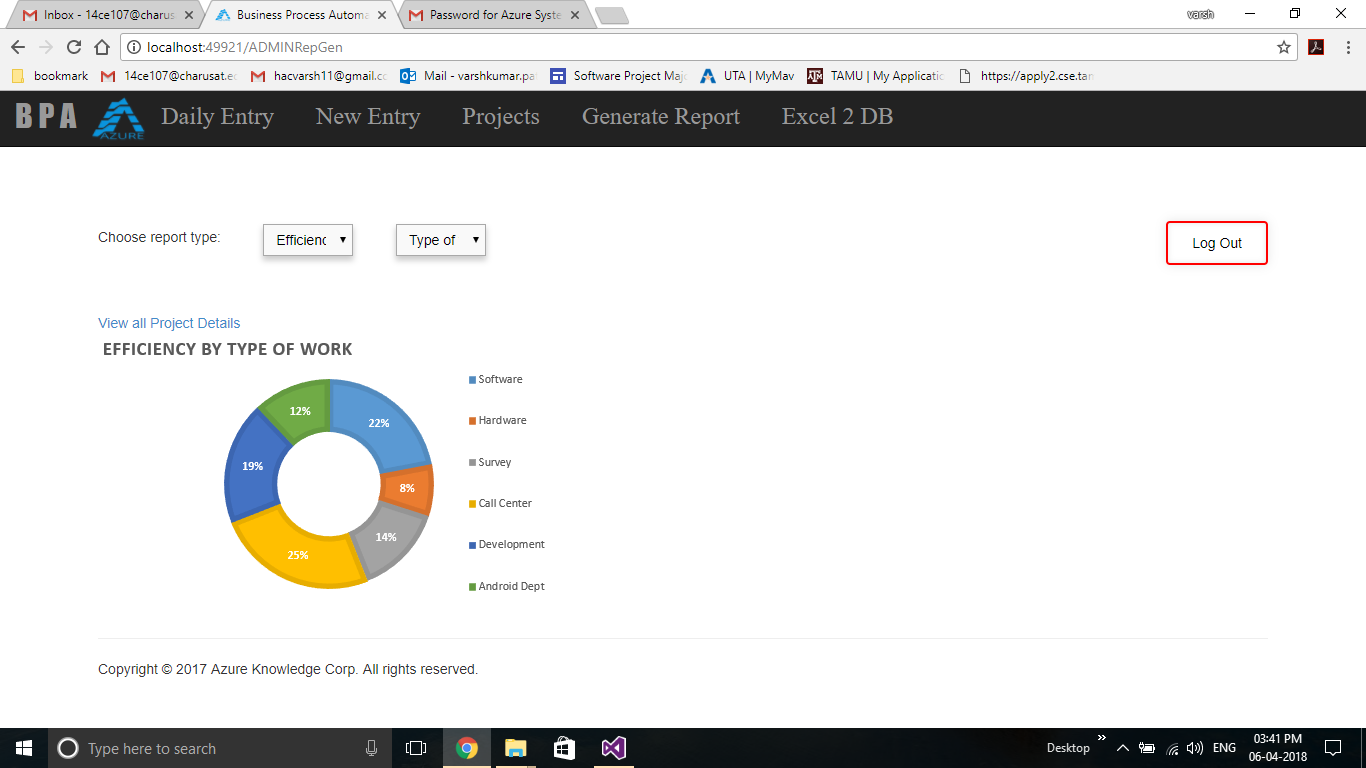 varsh
Inbox - 14ce107@charus
Business Process Automa
Password for Azure Syste
localhost:49921/ADMINRepGen
bookmark
14ce107@charusat.ec
hacvarsh11@gmail.cc
Mail - varshkumar.pa
Software Project Majo
UTA | MyMav
TAMU | My Applicatio
https://apply2.cse.tan
BPA
AZURE
Daily Entry
New Entry
Projects
Generate Report
Excel 2 DB
Choose report type:
Efficienc
Type of
Log Out
View all Project Details
EFFICIENCY BY TYPE OF WORK
Software
12%
22%
Hardware
Survey
19%
8%
Call Center
14%
Development
25%
Android Dept
Copyright © 2017 Azure Knowledge Corp. All rights reserved.
Type here to search
Desktop
ENG
03:41 PM
06-04-2018